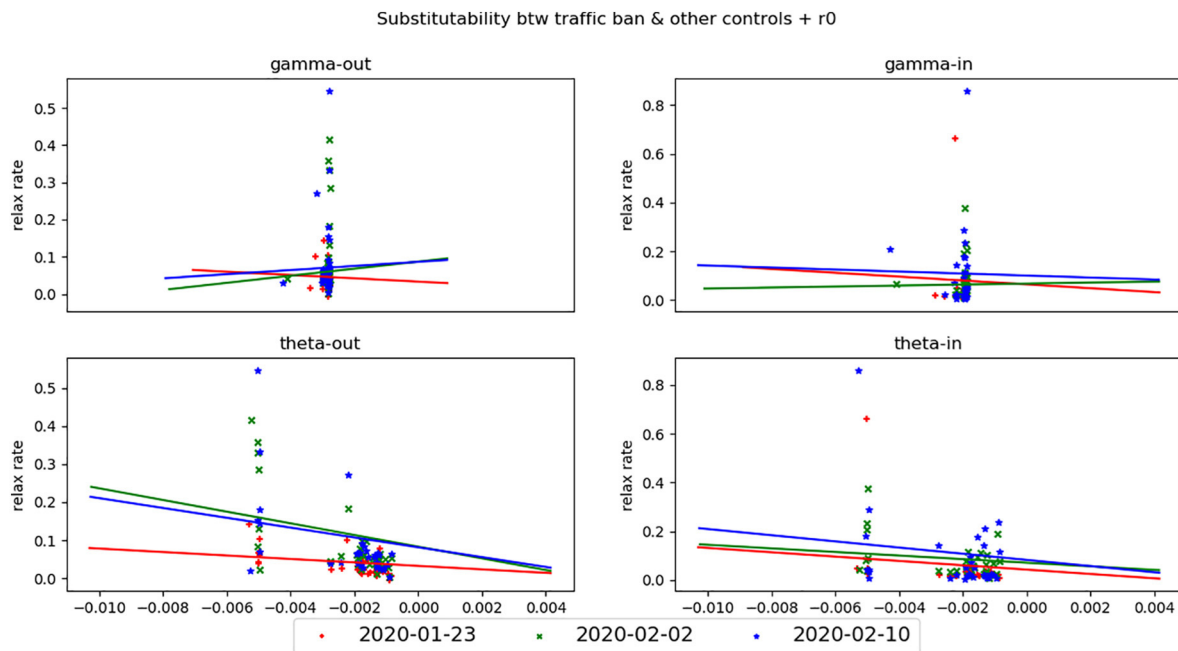 Substitutability btw traffic ban & other controls + r0
gamma-out
gamma-in
relax rate
0.5
0.4
0.3
0.2
0.1
0.0
relax rate
0.8
0.6
0.4
0.2
0.0
theta-out
theta-in
relax rate
0.5
0.4
0.3
0.2
0.1
0.0
relax rate
0.8
0.6
0.4
0.2
0.0
−0.010 −0.008 −0.006 −0.004 −0.002 0.000 0.002 0.004
−0.010 −0.008 −0.006 −0.004 −0.002 0.000 0.002 0.004
2020-01-23 2020-02-02 2020-02-10